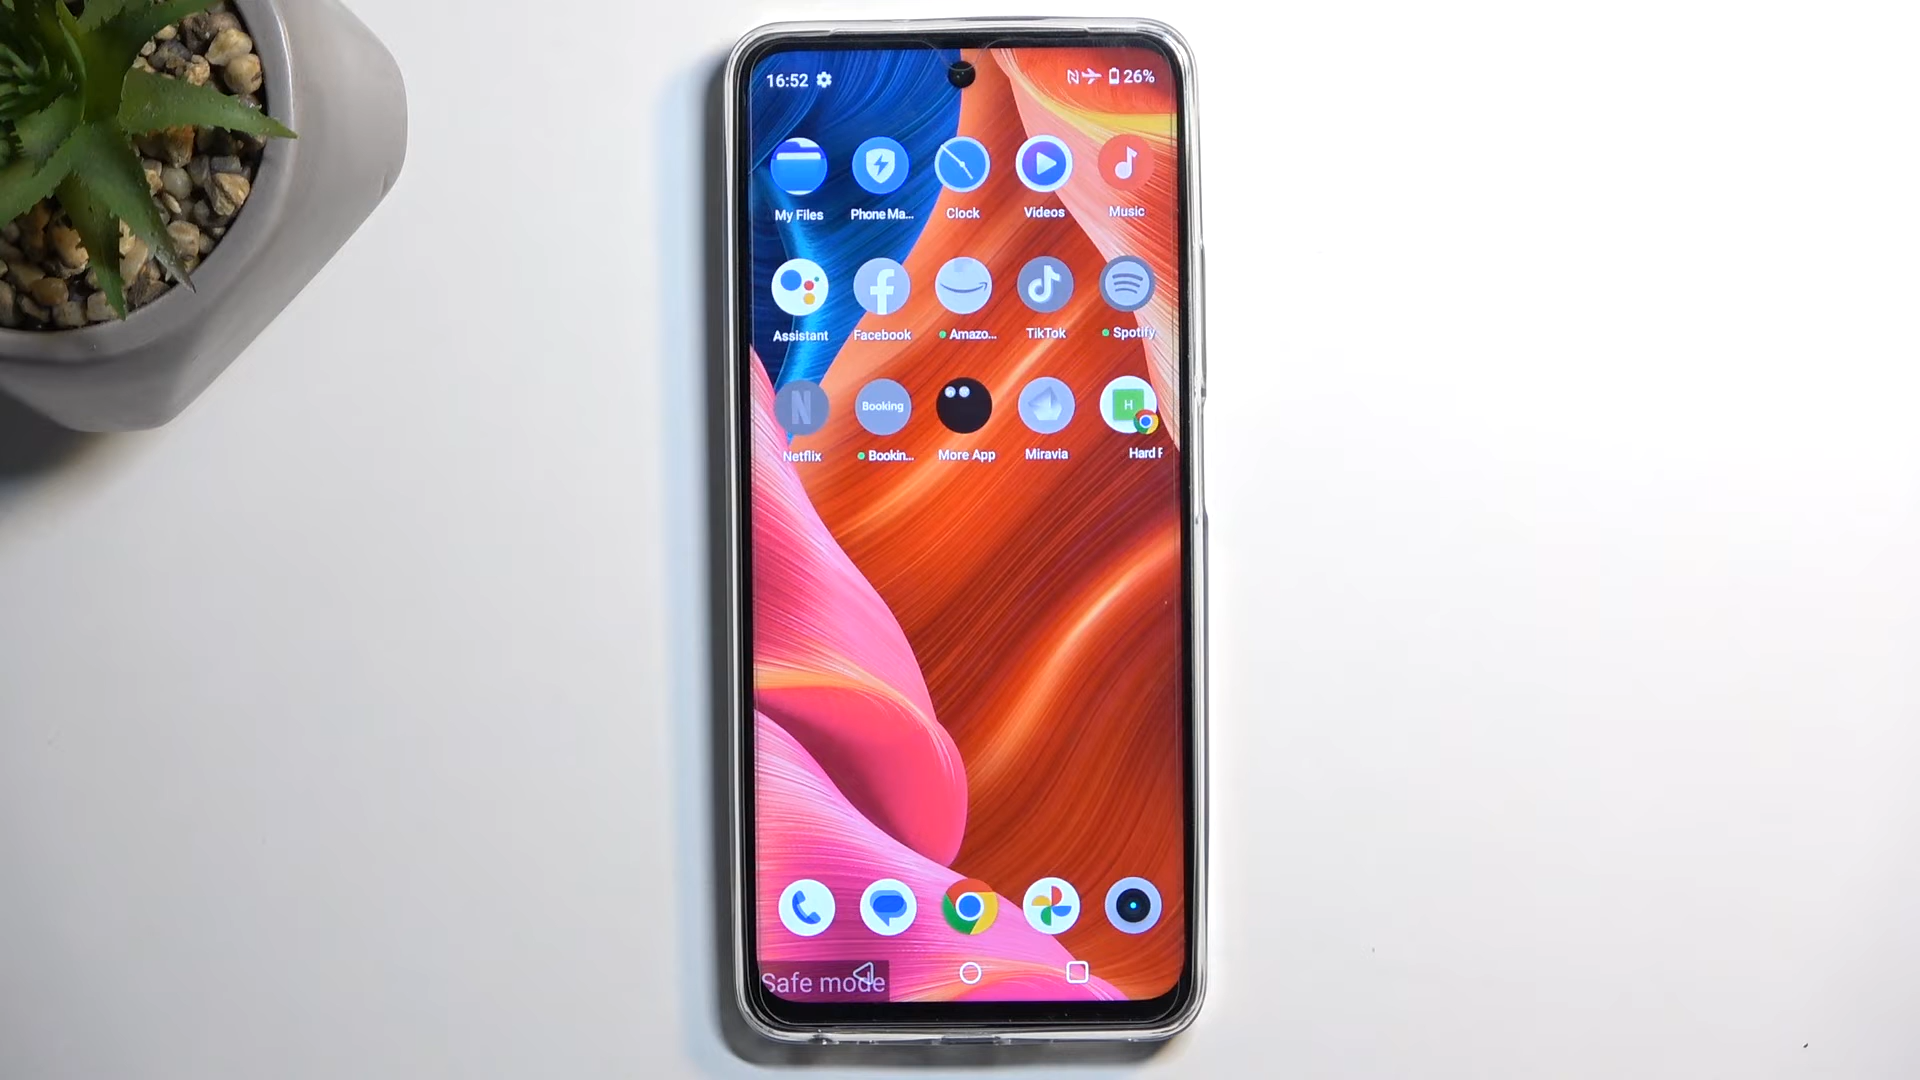 16:52 26%
My Files Phone Ma... Clock Videos Music
Assistant Facebook Amazo... TikTok Spotify
N Booking H
Netflix Bookin... More App Miravia Hard F
Safe mode